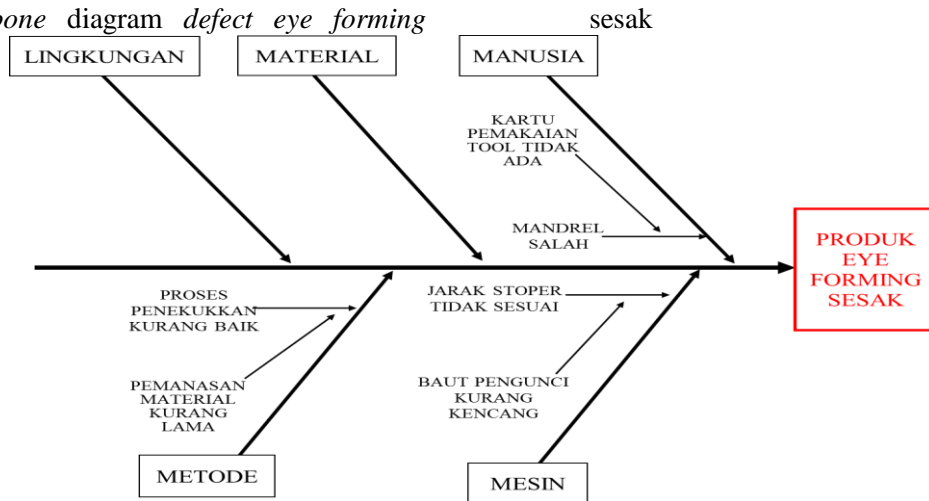 diagram defect eye forming sesak
LINGKUNGAN
MATERIAL
MANUSIA
KARTU
PEMAKAIAN
TOOL TIDAK
ADA
MANDREL
SALAH
PRODUK
EYE
FORMING
SESAK
PROSES
PENEKUKKAN
KURANG BAIK
JARAK STOPER
TIDAK SESUAI
PEMANASAN
MATERIAL
KURANG
LAMA
BAUT PENGUNCI
KURANG
KENCANG
METODE
MESIN